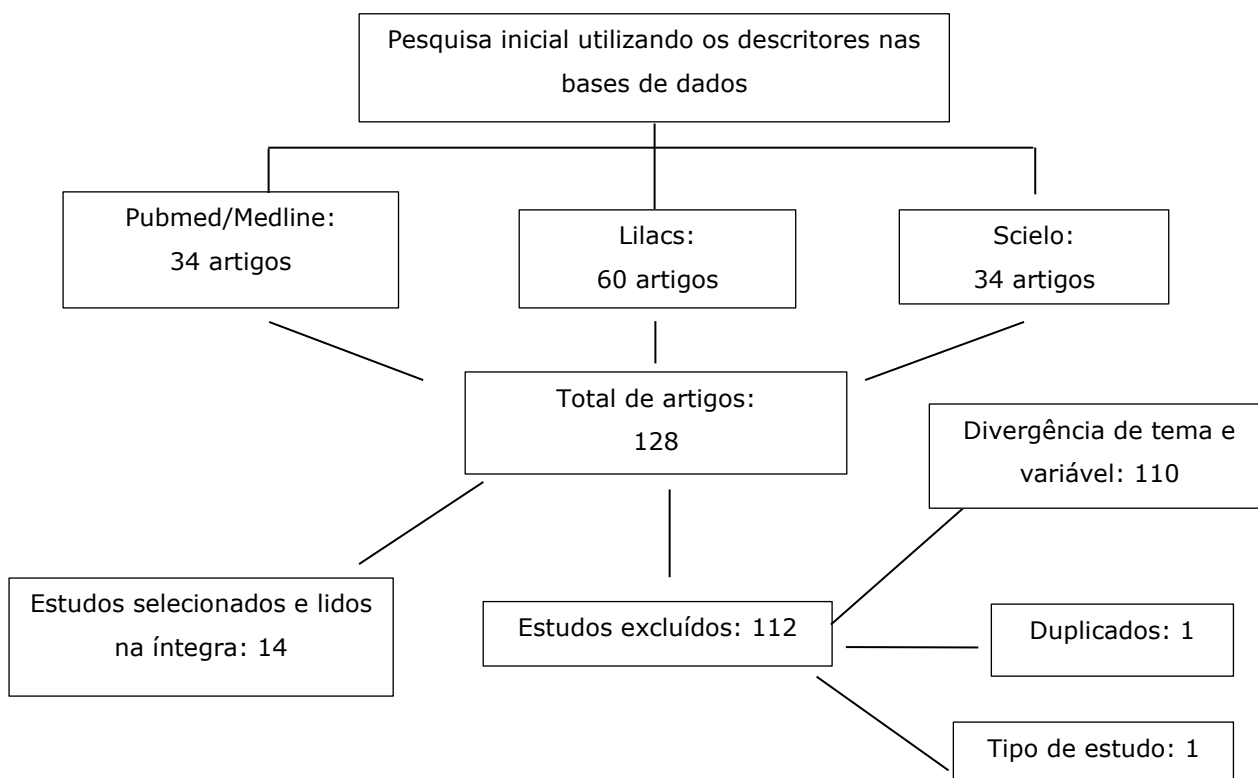 Pesquisa inicial utilizando os descritores nas
bases de dados
Pubmed/Medline:
34 artigos
Lilacs:
60 artigos
Scielo:
34 artigos
Total de artigos:
128
Divergência de tema e
variável: 110
Estudos selecionados e lidos
na íntegra: 14
Estudos excluídos: 112
Duplicados: 1
Tipo de estudo: 1